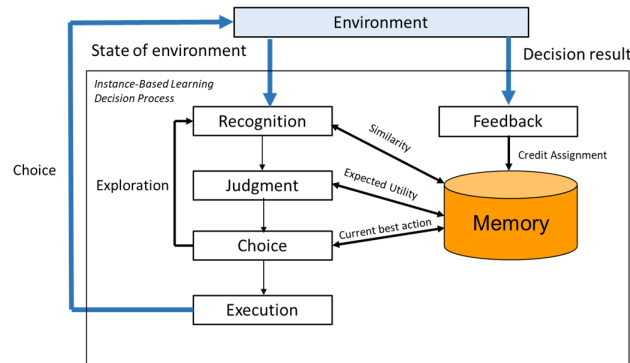 Environment
State of environment
Decision result
Instance-Based Learning
Decision Process
Recognition
Feedback
Similarity
Credit Assignment
Choice
Exploration
Judgment
Expected Utility
Memory
Current best action
Choice
Execution